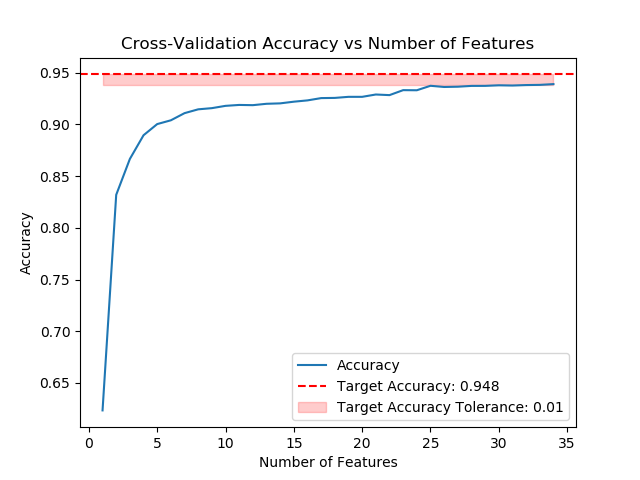 Cross-Validation Accuracy vs Number of Features
0.95
0.90
0.85
0.80
0.75
0.70
0.65
Accuracy
Accuracy
Target Accuracy: 0.948
Target Accuracy Tolerance: 0.01
0 5 10 15 20 25 30 35
Number of Features